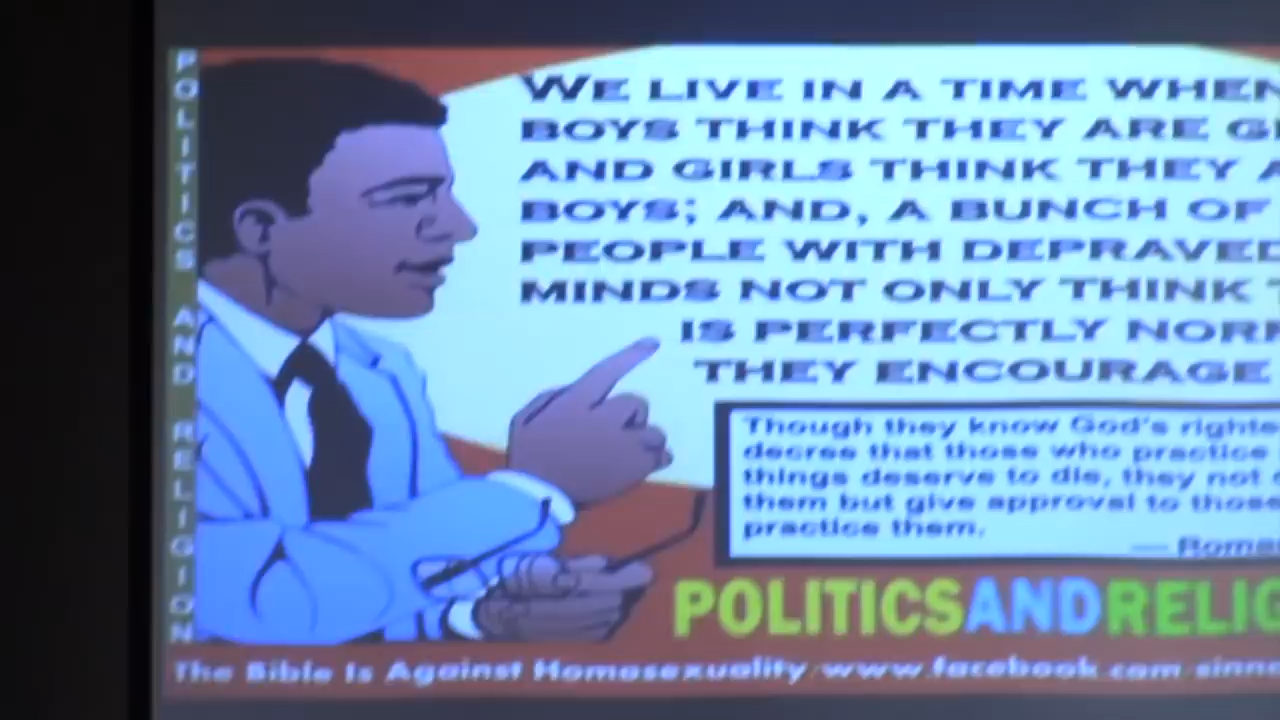 POLITICS AND RELIGION
WE LIVE IN A TIME WHEN
BOYS THINK THEY ARE
AND GIRLS THINK THEY
BOYS; AND, A BUNCH OF
PEOPLE WITH DEPRAVED
MINDS NOT ONLY THINK
IS PERFECTLY
THEY ENCOURAGE
Though they know God's
decree that those who practice
things deserve to die, they not
them but give approval to those
practice them.
—
POLITICSANDRELIG
The Bible Is Against Homosexuality/www.facebook.com